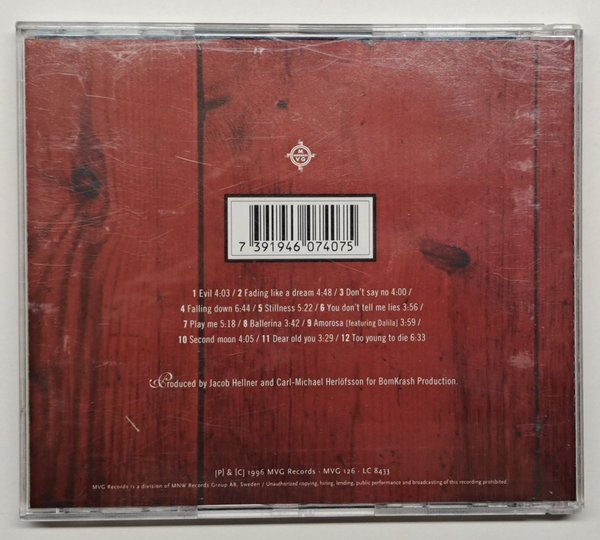 M
VG
7 391946 074075
1 Evil 4:03 / 2 Fading like a dream 4:48 / 3 Don't say no 4:00 /
4 Falling down 6:44 / 5 Stillness 5:22 / 6 You don't tell me lies 3:56 /
7 Play me 5:18 / 8 Ballerina 3:42 / 9 Amorosa [featuring Dalila] 3:59 /
10 Second moon 4:05 / 11 Dear old you 3:29 / 12 Too young to die 6:33
Produced by Jacob Hellner and Carl-Michael Herlöfsson for BomKrash Production.
[P] & [C] 1996 MVG Records · MVG 126 · LC 8433
MVG Records is a division of MNW Records Group AB, Sweden / Unauthorized copying, hiring, lending, public performance and broadcasting of this recording prohibited.